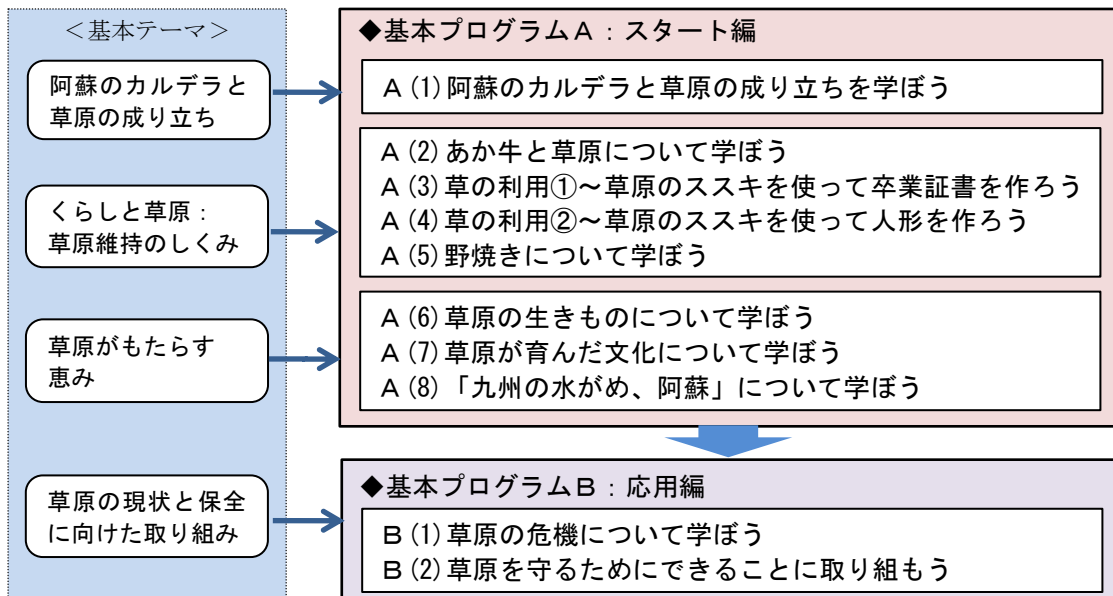 ＜基本テーマ＞
阿蘇のカルデラと
草原の成り立ち
くらしと草原：
草原維持のしくみ
草原がもたらす
恵み
草原の現状と保全
に向けた取り組み
◆基本プログラムＡ：スタート編
Ａ(1)阿蘇のカルデラと草原の成り立ちを学ぼう
Ａ(2)あか牛と草原について学ぼう
Ａ(3)草の利用①～草原のススキを使って卒業証書を作ろう
Ａ(4)草の利用②～草原のススキを使って人形を作ろう
Ａ(5)野焼きについて学ぼう
Ａ(6)草原の生きものについて学ぼう
Ａ(7)草原が育んだ文化について学ぼう
Ａ(8)「九州の水がめ、阿蘇」について学ぼう
◆基本プログラムＢ：応用編
Ｂ(1)草原の危機について学ぼう
Ｂ(2)草原を守るためにできることに取り組もう